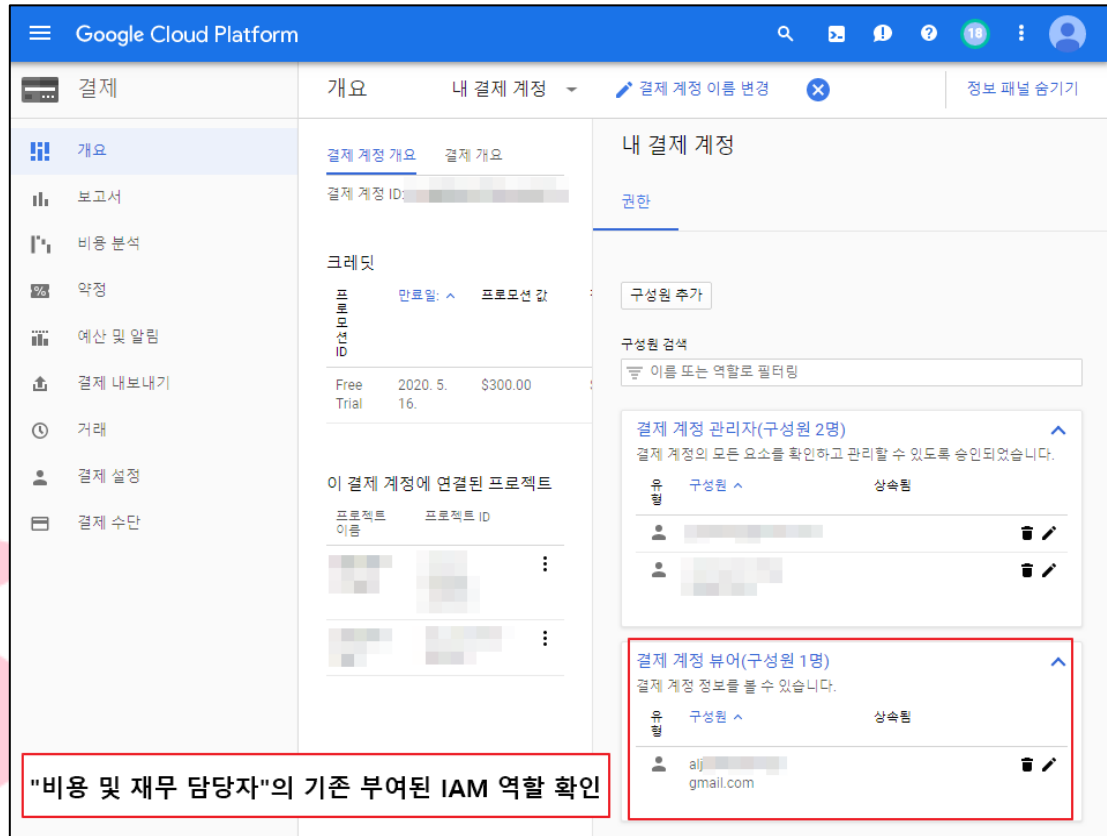 Google Cloud Platform
18
결제
개요
내 결제 계정
결제 계정 이름 변경
정보 패널 숨기기
개요
보고서
비용 분석
약정
예산 및 알림
결제 내보내기
거래
결제 설정
결제 수단
결제 계정 개요
결제 개요
결제 계정 ID:
크레딧
프로모션 ID
만료일:
프로모션 값
Free Trial
2020. 5. 16.
$300.00
이 결제 계정에 연결된 프로젝트
프로젝트 이름
프로젝트 ID
내 결제 계정
권한
구성원 추가
구성원 검색
이름 또는 역할로 필터링
결제 계정 관리자(구성원 2명)
결제 계정의 모든 요소를 확인하고 관리할 수 있도록 승인되었습니다.
유형
구성원
상속됨
결제 계정 뷰어(구성원 1명)
결제 계정 정보를 볼 수 있습니다.
유형
구성원
상속됨
alj
gmail.com
"비용 및 재무 담당자"의 기존 부여된 IAM 역할 확인